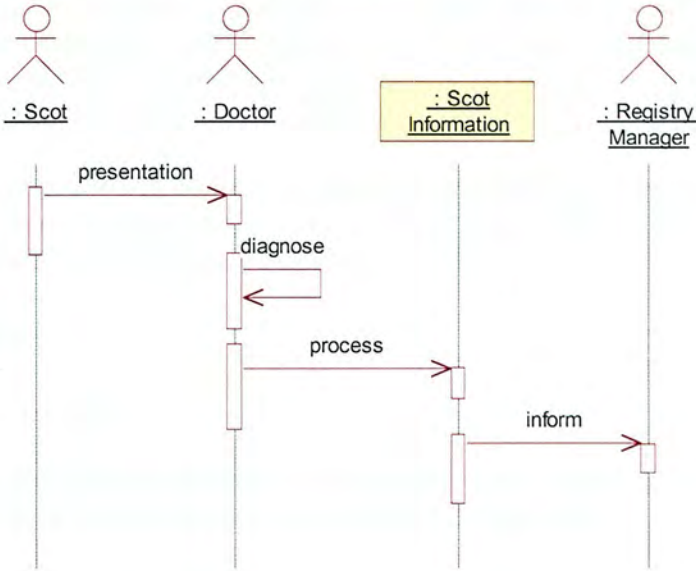 : Scot
: Doctor
: Scot
Information
: Registry
Manager
presentation
diagnose
process
inform